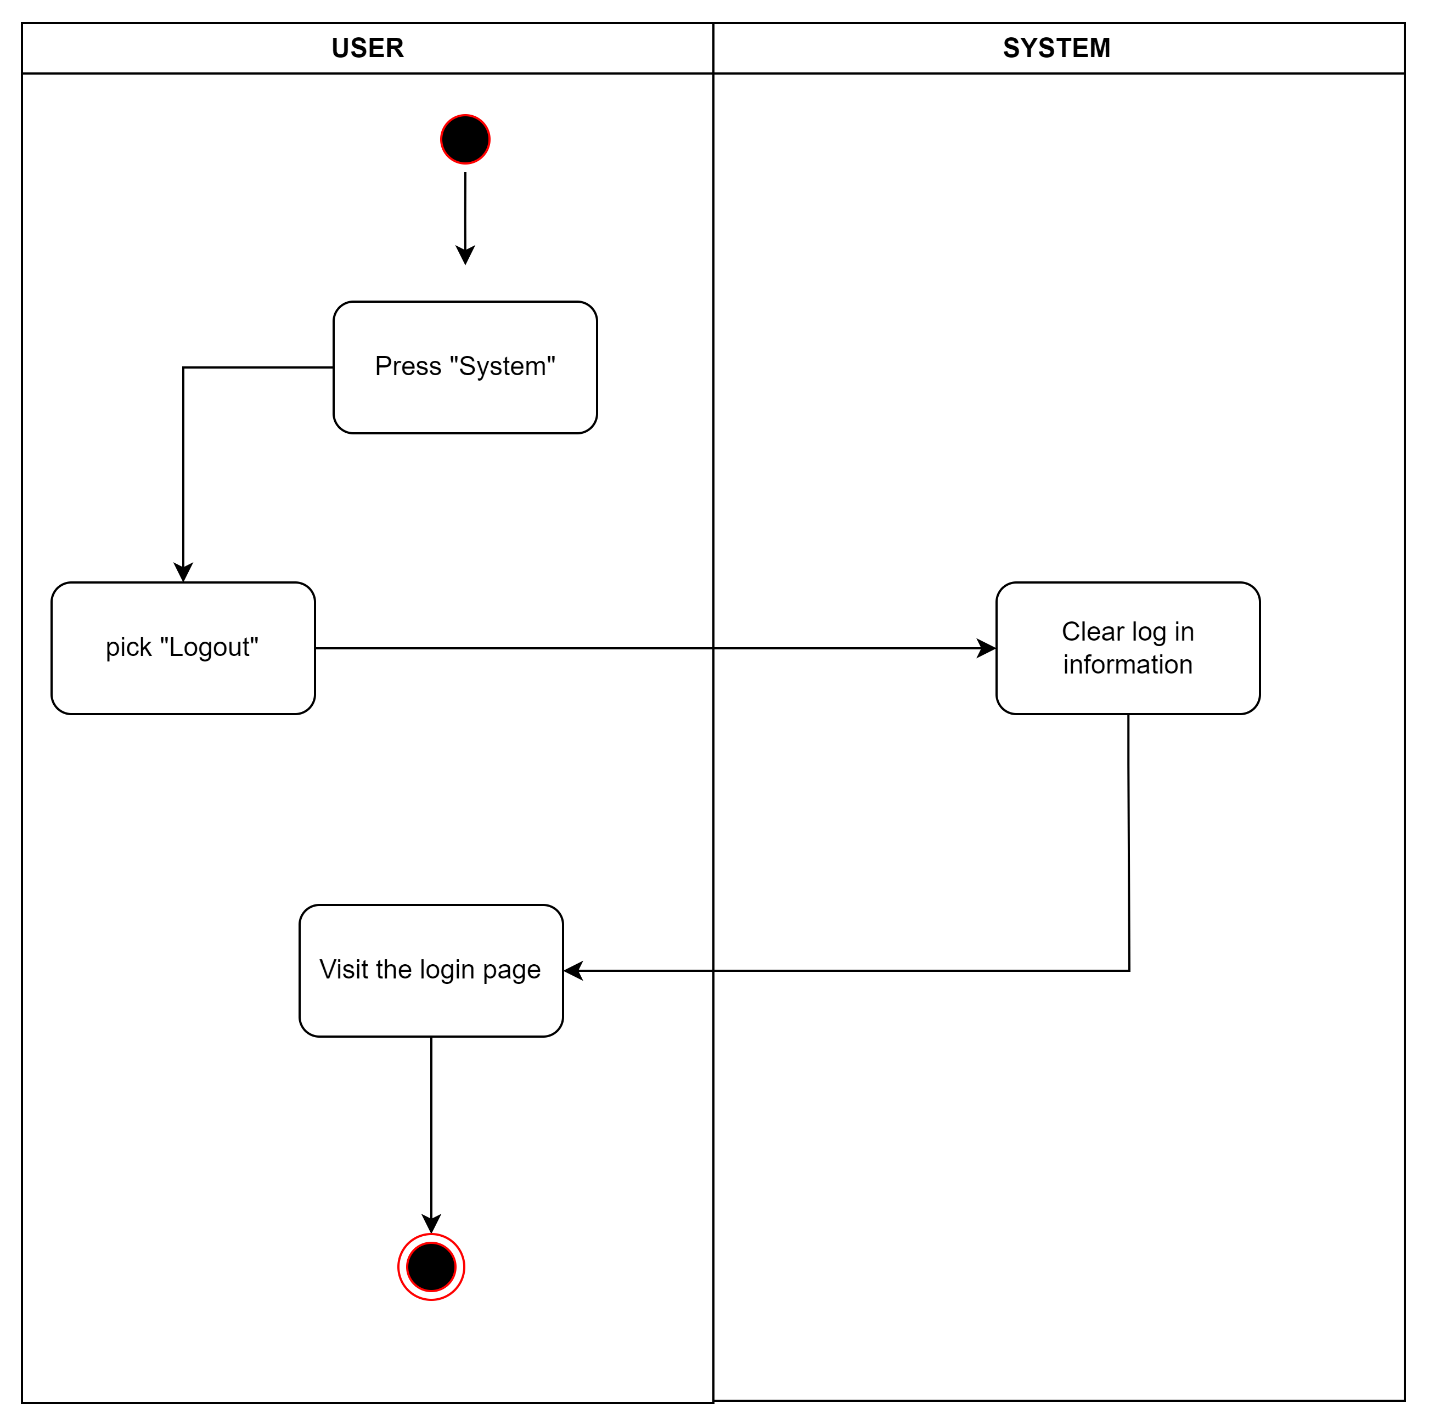 USER
SYSTEM
Press "System"
pick "Logout"
Clear log in
information
Visit the login page